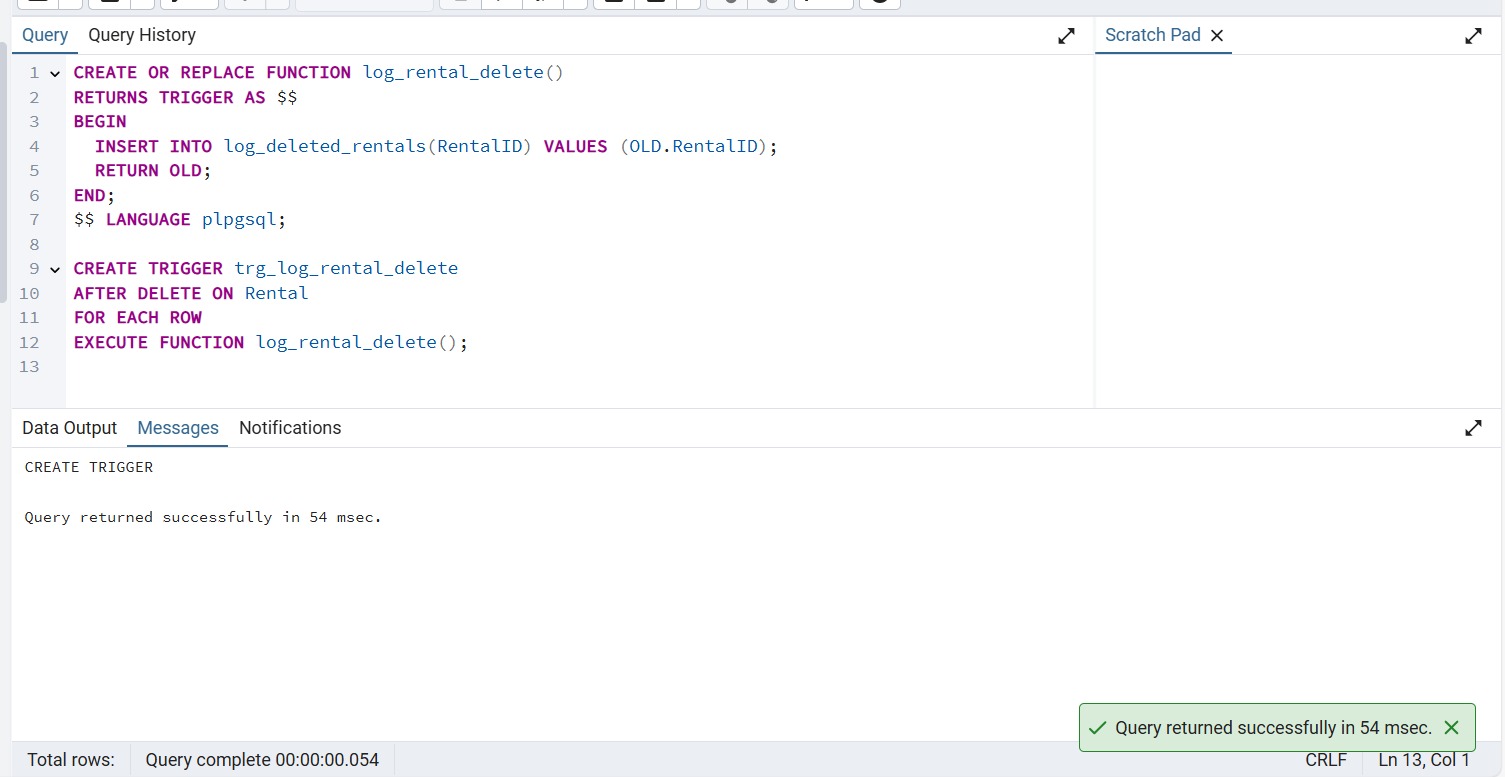 Query Query History Scratch Pad
1 CREATE OR REPLACE FUNCTION log_rental_delete()
2 RETURNS TRIGGER AS $$
3 BEGIN
4 INSERT INTO log_deleted_rentals(RentalID) VALUES (OLD.RentalID);
5 RETURN OLD;
6 END;
7 $$ LANGUAGE plpgsql;
8
9 CREATE TRIGGER trg_log_rental_delete
10 AFTER DELETE ON Rental
11 FOR EACH ROW
12 EXECUTE FUNCTION log_rental_delete();
13
Data Output Messages Notifications
CREATE TRIGGER
Query returned successfully in 54 msec.
Query returned successfully in 54 msec.
Total rows: Query complete 00:00:00.054 CRLF Ln 13, Col 1